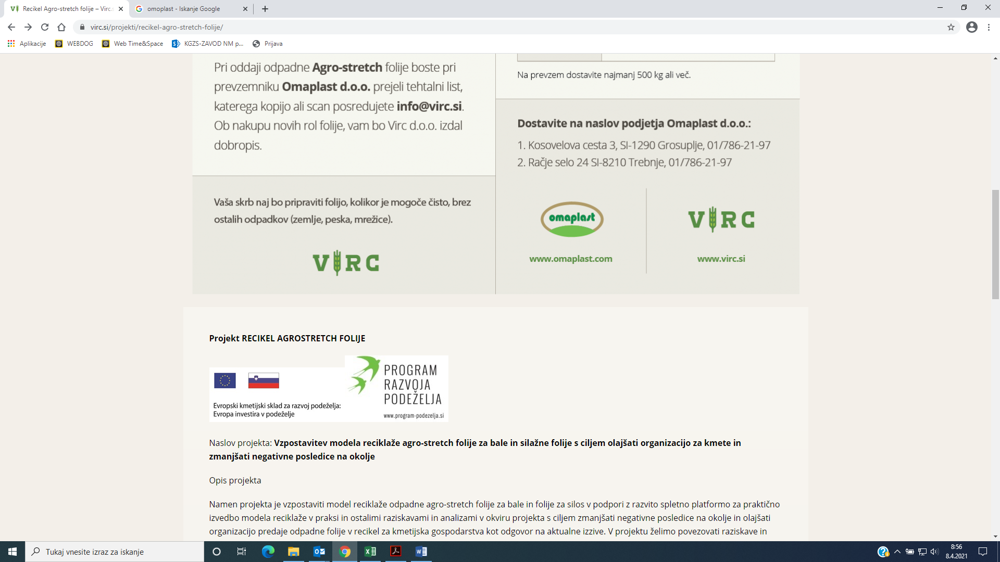 Recikel Agro-stretch folije – Virc.s
omoplast - Iskanje Google
virc.si/projekti/recikel-agro-stretch-folije/
Aplikacije
WEBDOG
Web Time&Space
KGZS-ZAVOD NM p...
Prijava
Pri oddaji odpadne Agro-stretch folije boste pri
prevzemniku Omaplast d.o.o. prejeli tehtalni list,
katerega kopijo ali scan posredujete info@virc.si.
Ob nakupu novih rol folije, vam bo Virc d.o.o. izdal
dobropis.
Vaša skrb naj bo pripraviti folijo, kolikor je mogoče čisto, brez
ostalih odpadkov (zemlje, peska, mrežice).
VIRC
Na prevzem dostavite najmanj 500 kg ali več.
Dostavite na naslov podjetja Omaplast d.o.o.:
1. Kosovelova cesta 3, SI-1290 Grosuplje, 01/786-21-97
2. Račje selo 24 SI-8210 Trebnje, 01/786-21-97
omaplast
www.omaplast.com
VIRC
www.virc.si
Projekt RECIKEL AGROSTRETCH FOLIJE
Evropski kmetijski sklad za razvoj podeželja:
Evropa investira v podeželje
PROGRAM
RAZVOJA
PODEŽELJA
www.program-podezelja.si
Naslov projekta: Vzpostavitev modela reciklaže agro-stretch folije za bale in silažne folije s ciljem olajšati organizacijo za kmete in
zmanjšati negativne posledice na okolje
Opis projekta
Namen projekta je vzpostaviti model reciklaže odpadne agro-stretch folije za bale in folije za silos v podpori z razvito spletno platformo za praktično
izvedbo modela reciklaže v praksi in ostalimi raziskavami in analizami v okviru projekta s ciljem zmanjšati negativne posledice na okolje in olajšati
organizacijo predaje odpadne folije v recikel za kmetijska gospodarstva kot odgovor na aktualne izzive. V projektu želimo povezovati raziskave in
Tukaj vnesite izraz za iskanje
8:56
8.4.2021